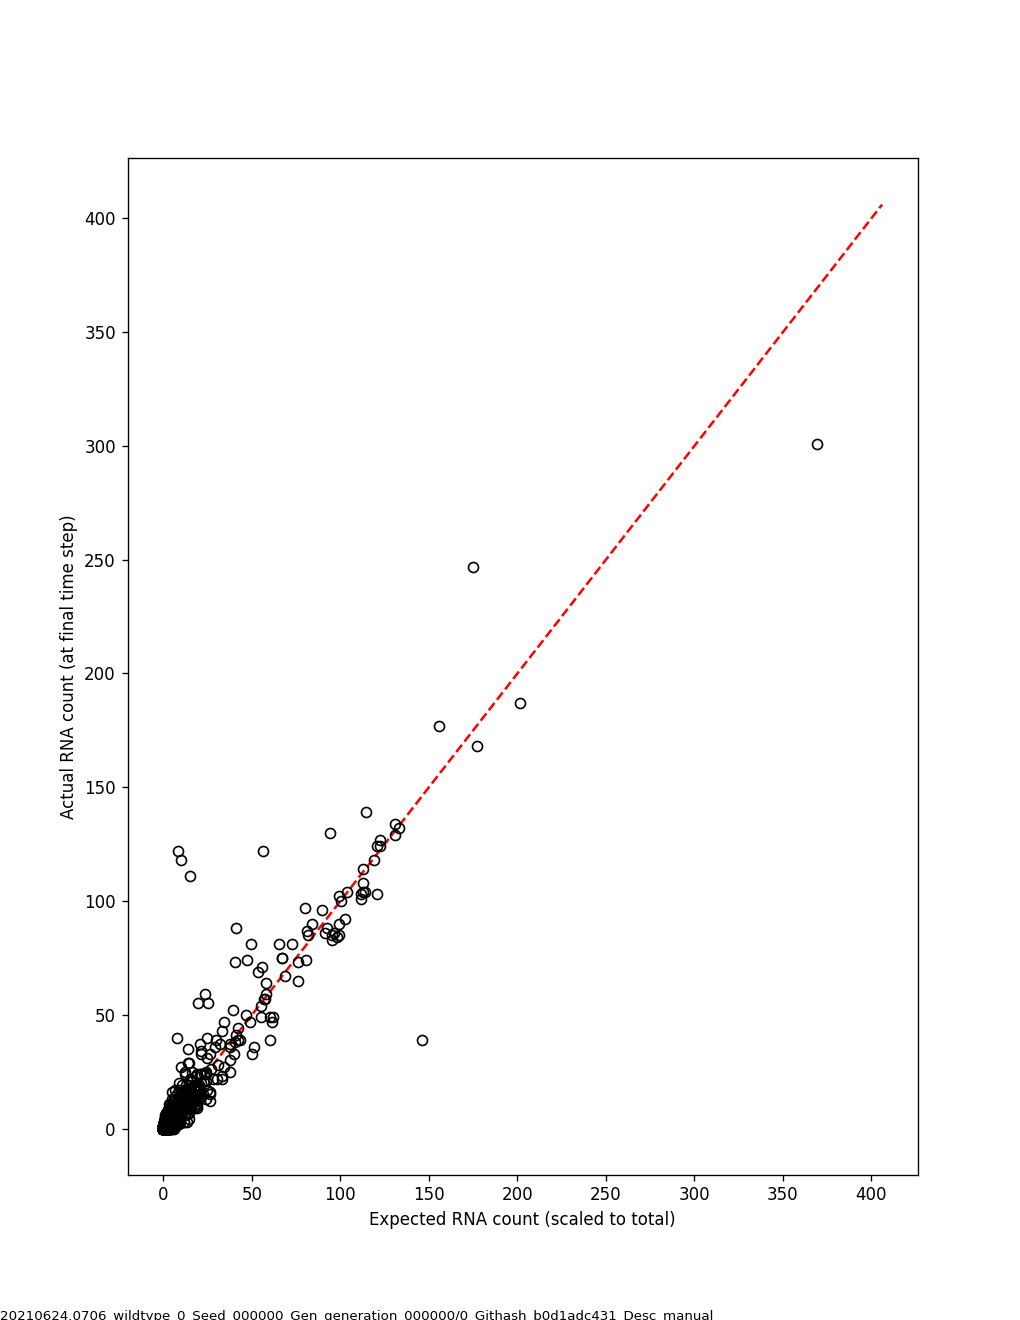 400
350
300
250
200
150
100
50
0
Actual RNA count (at final time step)
0 50 100 150 200 250 300 350 400
Expected RNA count (scaled to total)
20210624.0706_wildtype_0_Seed_000000_Gen_generation_000000/0_Githash_b0d1adc431_Desc_manual